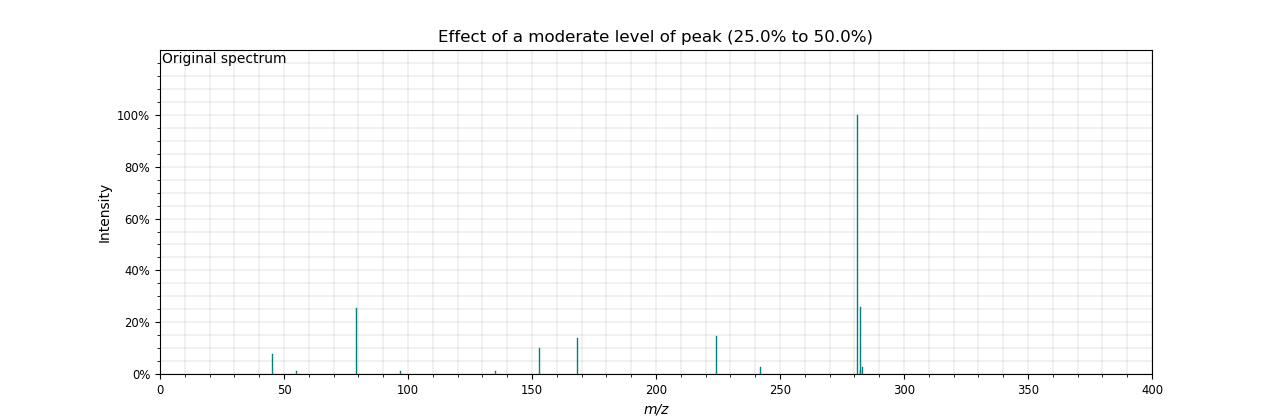 Effect of a moderate level of peak (25.0% to 50.0%)
Original spectrum
100%
80%
60%
40%
20%
0%
Intensity
0 50 100 150 200 250 300 350 400
m/z